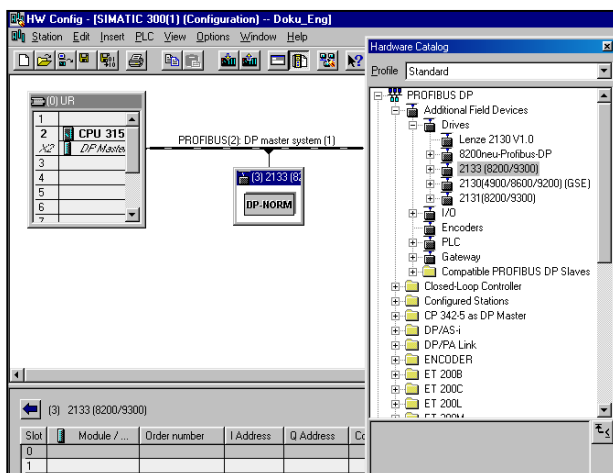 HW Config - [SIMATIC 300(1) (Configuration) -- Doku_Eng]
Station Edit Insert PLC View Options Window Help
(0) UR
1
2 CPU 315
X2 DP Maste
3
4
5
6
7
PROFIBUS(2): DP master system (1)
(3) 2133 (82
DP-NORM
(3) 2133 (8200/9300)
Slot Module / ... Order number I Address Q Address Co
0
1
Hardware Catalog
Profile Standard
PROFIBUS DP
Additional Field Devices
Drives
Lenze 2130 V1.0
8200neu-Profibus-DP
2133 (8200/9300)
2130(4900/8600/9200) (GSE)
2131(8200/9300)
I/O
Encoders
PLC
Gateway
Compatible PROFIBUS DP Slaves
Closed-Loop Controller
Configured Stations
CP 342-5 as DP Master
DP/AS-i
DP/PA Link
ENCODER
ET 200B
ET 200C
ET 200L
ET 200M